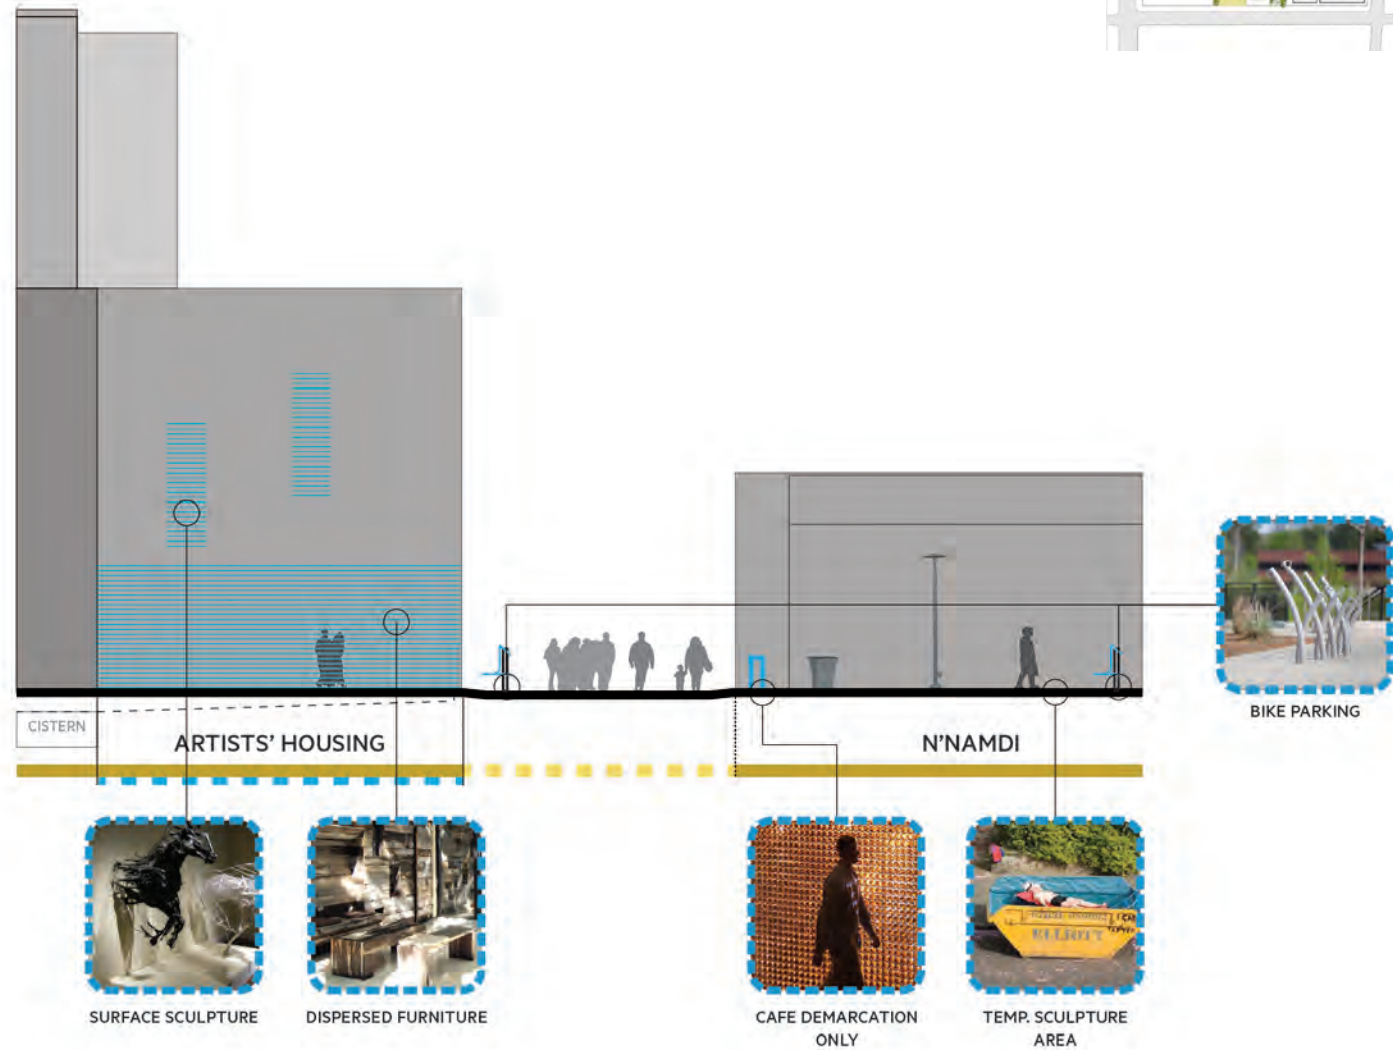 BIKE PARKING
CISTERN
ARTISTS’ HOUSING
N’NAMDI
SURFACE SCULPTURE
DISPERSED FURNITURE
CAFE DEMARCATION
ONLY
TEMP. SCULPTURE
AREA